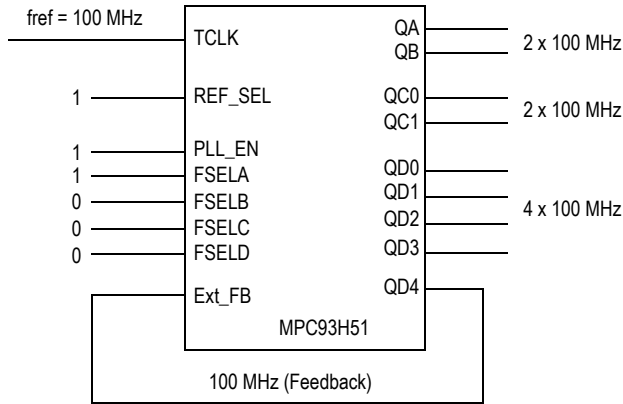 fref = 100 MHz
TCLK
QA
QB
2 x 100 MHz
1
REF_SEL
QC0
QC1
2 x 100 MHz
1
PLL_EN
1
FSELA
0
FSELB
0
FSELC
0
FSELD
QD0
QD1
QD2
QD3
4 x 100 MHz
Ext_FB
QD4
MPC93H51
100 MHz (Feedback)